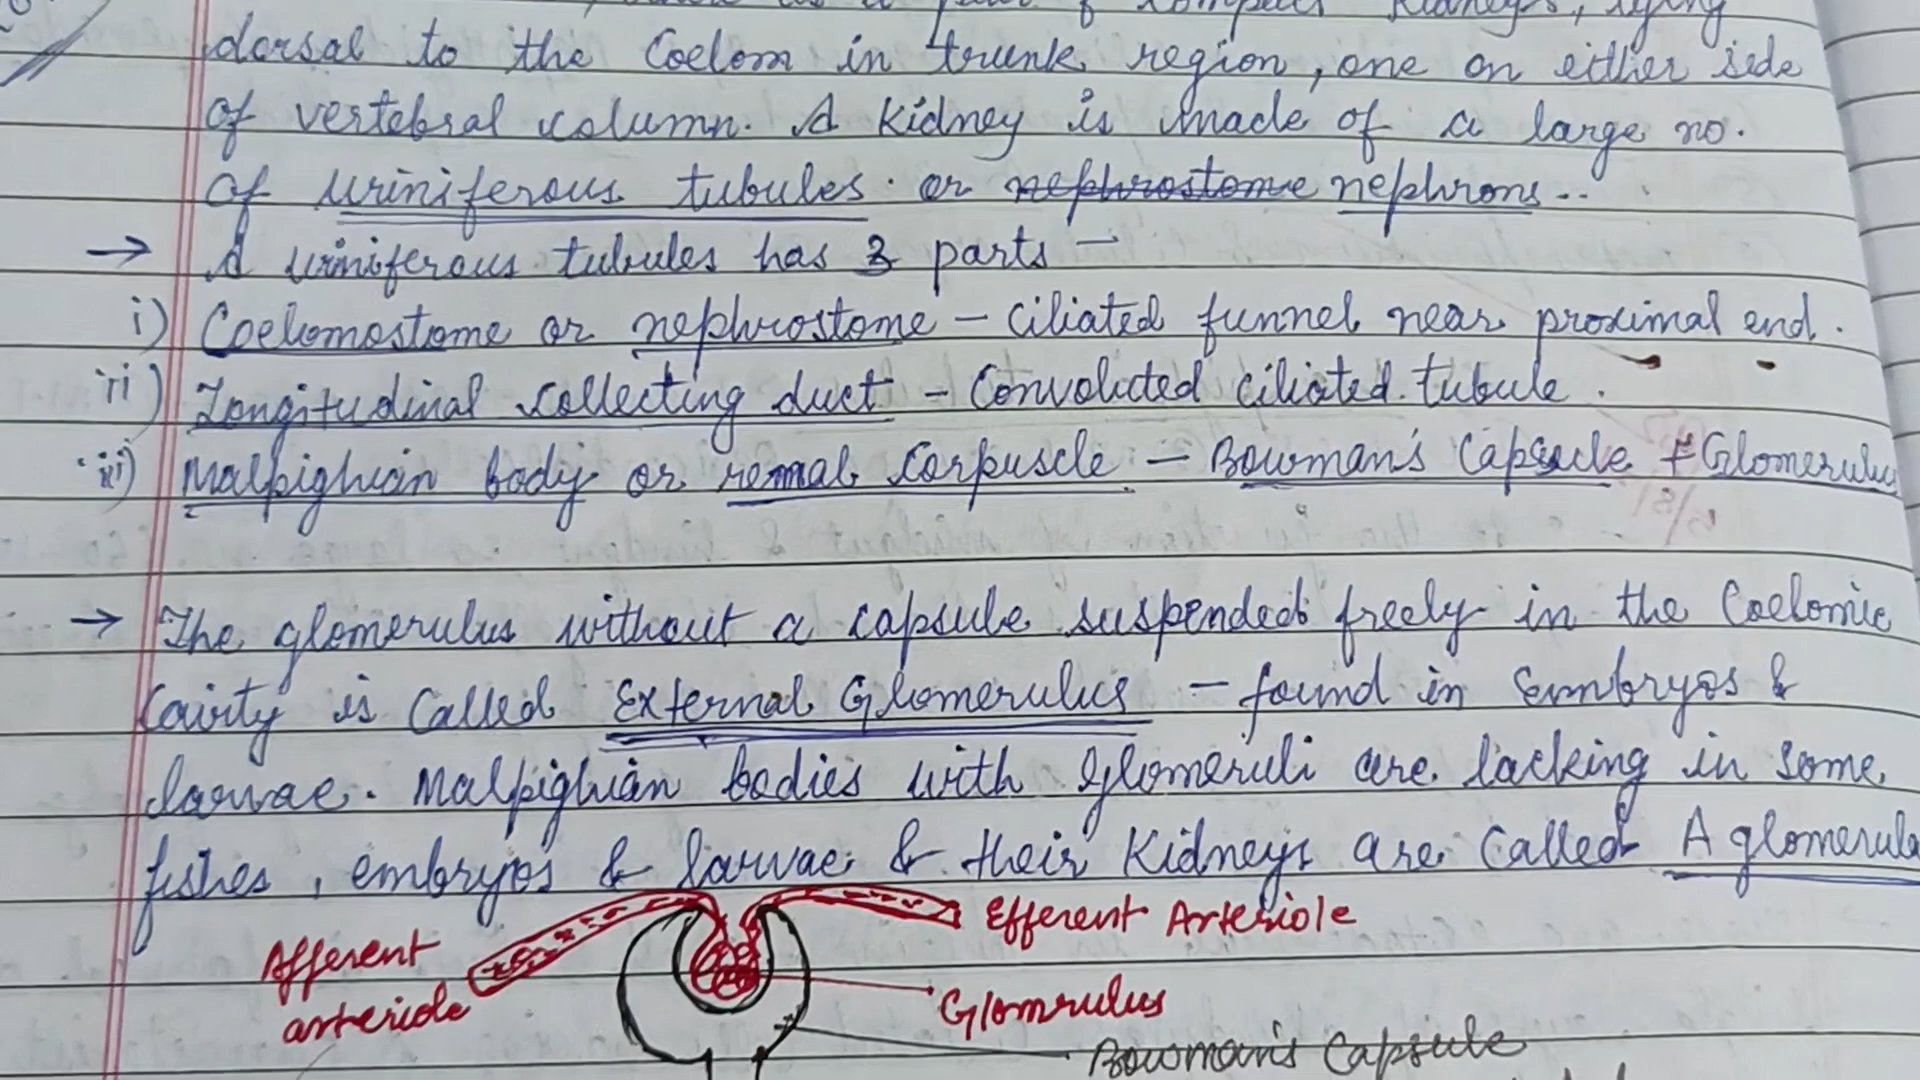 kidneys, lying
dorsal to the Coelom in trunk region, one on either side
of vertebral column. A kidney is made of a large no.
of uriniferous tubules. or nephrostome nephrons..
→ A uriniferous tubules has 3 parts —
i) Coelomostome or nephrostome – Ciliated funnel near proximal end.
ii) Longitudinal collecting duct – Convoluted ciliated tubule.
iii) Malpighian body or renal Corpuscle – Bowman's Capsule + Glomerulus
→ The glomerulus without a capsule suspended freely in the Coelomic
Cavity is Called External Glomerulus – found in Embryos &
larvae. Malpighian bodies with Glomeruli are lacking in some
fishes, embryos & larvae & their Kidneys are Called Aglomerula
Efferent Arteriole
Afferent
arteriole
Glomrulus
Bowman's Capsule